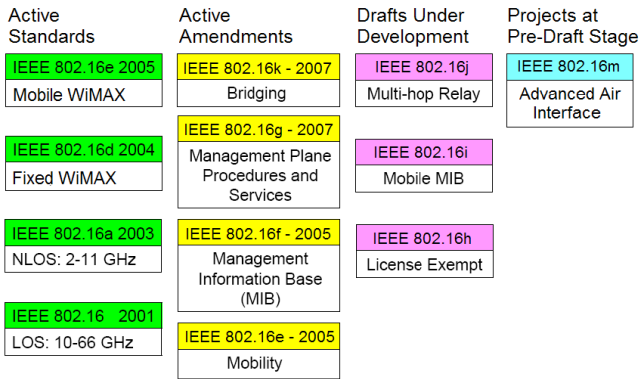 Active
Standards
IEEE 802.16e 2005
Mobile WiMAX
IEEE 802.16d 2004
Fixed WiMAX
IEEE 802.16a 2003
NLOS: 2-11 GHz
IEEE 802.16 2001
LOS: 10-66 GHz
Active
Amendments
IEEE 802.16k - 2007
Bridging
IEEE 802.16g - 2007
Management Plane
Procedures and
Services
IEEE 802.16f - 2005
Management
Information Base
(MIB)
IEEE 802.16e - 2005
Mobility
Drafts Under
Development
IEEE 802.16j
Multi-hop Relay
IEEE 802.16i
Mobile MIB
IEEE 802.16h
License Exempt
Projects at
Pre-Draft Stage
IEEE 802.16m
Advanced Air
Interface